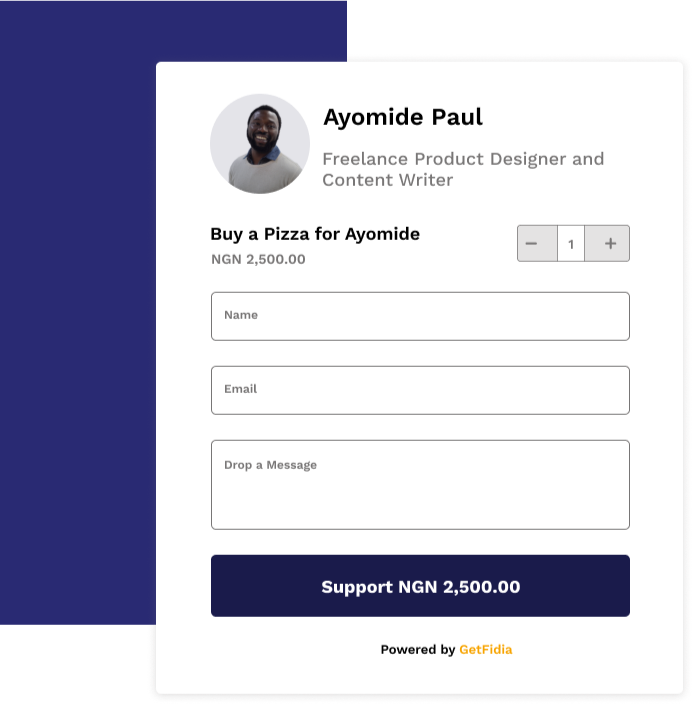 Ayomide Paul
Freelance Product Designer and
Content Writer
Buy a Pizza for Ayomide
NGN 2,500.00
− 1 +
Name
Email
Drop a Message
Support NGN 2,500.00
Powered by GetFidia